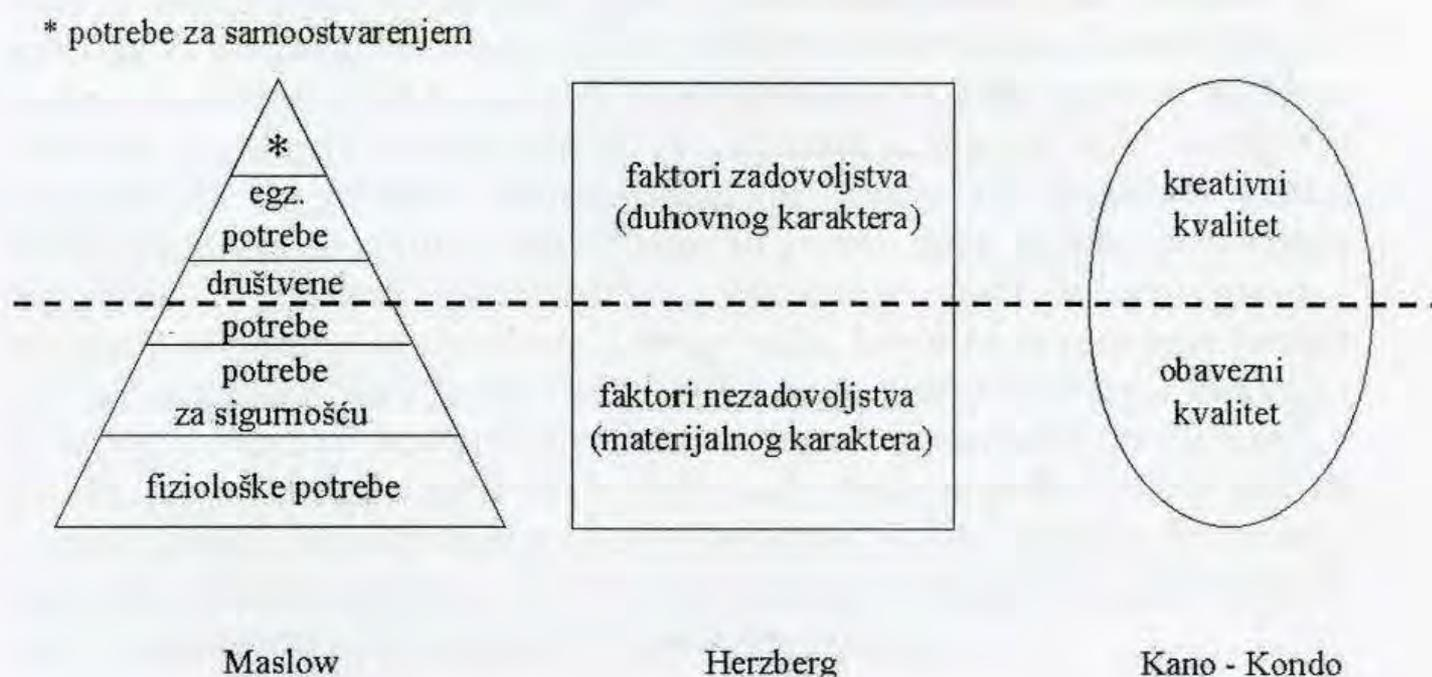 * potrebe za samoostvarenjem
*
egz.
potrebe
društvene
potrebe
potrebe
za sigurnošću
fiziološke potrebe
faktori zadovoljstva
(duhovnog karaktera)
faktori nezadovoljstva
(materijalnog karaktera)
kreativni
kvalitet
obavezni
kvalitet
Maslow
Herzberg
Kano - Kondo